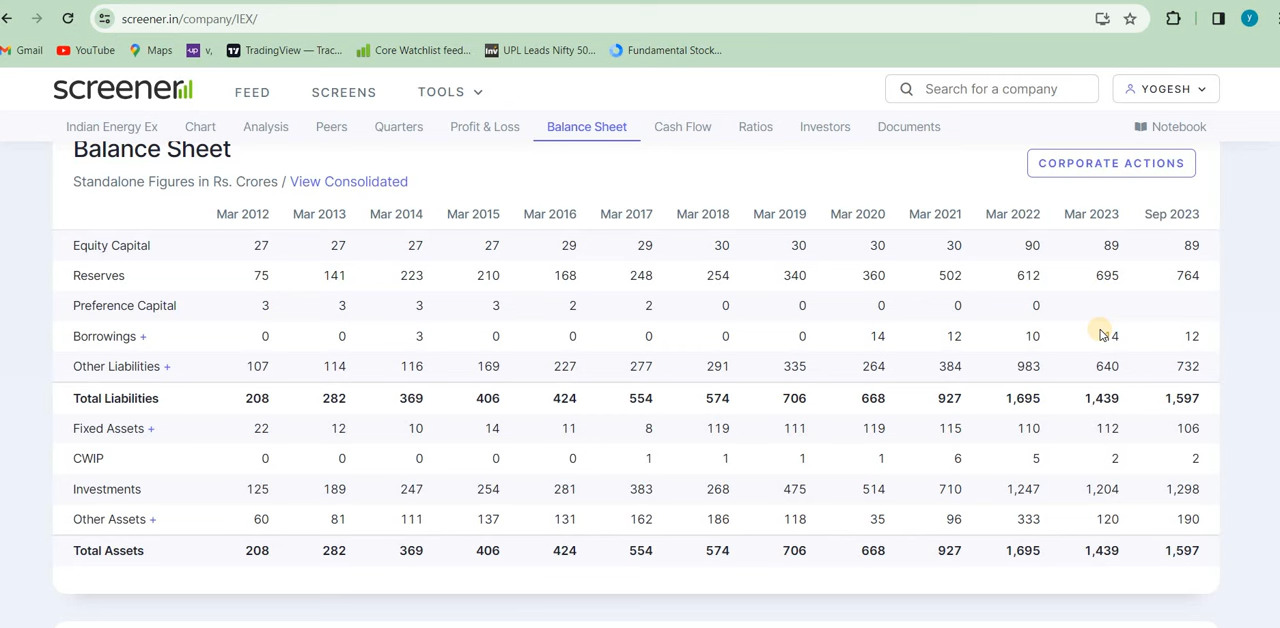 screener.in/company/IEX/
y
Gmail YouTube Maps up v, TradingView — Trac... Core Watchlist feed... Inv UPL Leads Nifty 50... Fundamental Stock...
screener FEED SCREENS TOOLS Search for a company YOGESH
Indian Energy Ex Chart Analysis Peers Quarters Profit & Loss Balance Sheet Cash Flow Ratios Investors Documents Notebook
Balance Sheet
CORPORATE ACTIONS
Standalone Figures in Rs. Crores / View Consolidated
Mar 2012 Mar 2013 Mar 2014 Mar 2015 Mar 2016 Mar 2017 Mar 2018 Mar 2019 Mar 2020 Mar 2021 Mar 2022 Mar 2023 Sep 2023
Equity Capital 27 27 27 27 29 29 30 30 30 30 90 89 89
Reserves 75 141 223 210 168 248 254 340 360 502 612 695 764
Preference Capital 3 3 3 3 2 2 0 0 0 0 0
Borrowings + 0 0 3 0 0 0 0 0 14 12 10 12
Other Liabilities + 107 114 116 169 227 277 291 335 264 384 983 640 732
Total Liabilities 208 282 369 406 424 554 574 706 668 927 1,695 1,439 1,597
Fixed Assets + 22 12 10 14 11 8 119 111 119 115 110 112 106
CWIP 0 0 0 0 0 1 1 1 1 6 5 2 2
Investments 125 189 247 254 281 383 268 475 514 710 1,247 1,204 1,298
Other Assets + 60 81 111 137 131 162 186 118 35 96 333 120 190
Total Assets 208 282 369 406 424 554 574 706 668 927 1,695 1,439 1,597